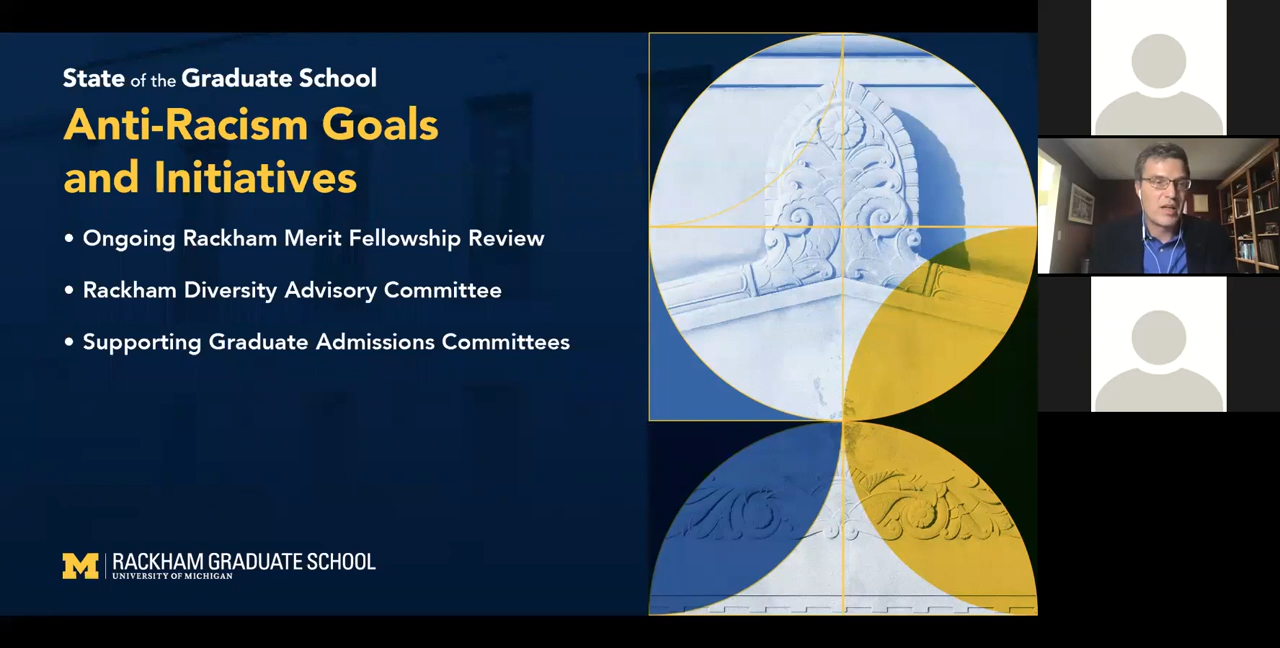 State of the Graduate School
Anti-Racism Goals
and Initiatives
• Ongoing Rackham Merit Fellowship Review
• Rackham Diversity Advisory Committee
• Supporting Graduate Admissions Committees
M RACKHAM GRADUATE SCHOOL
UNIVERSITY OF MICHIGAN